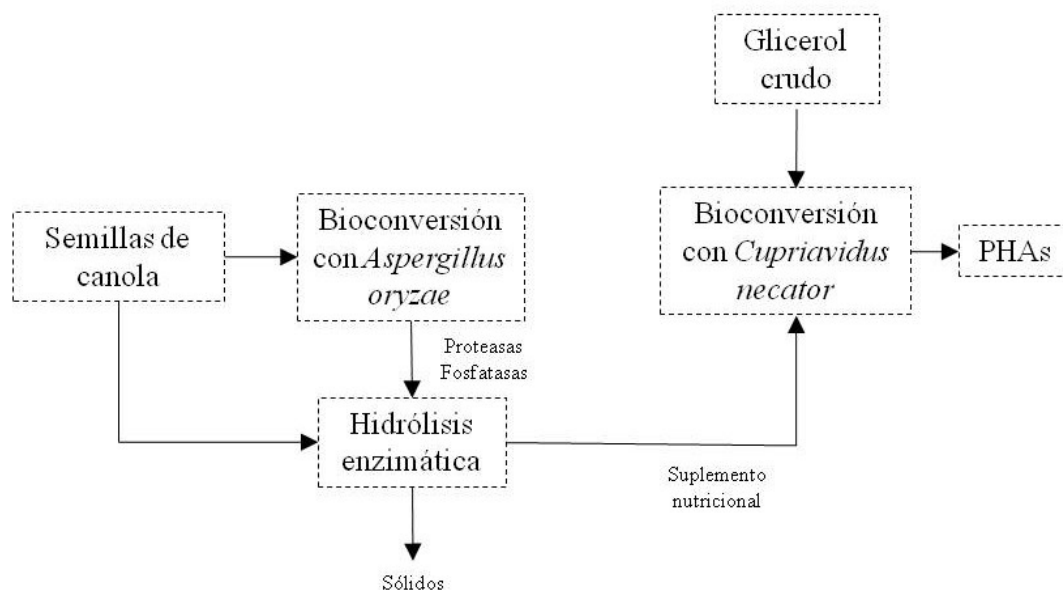 Glicerol
crudo
Semillas de
canola
Bioconversión
con Aspergillus
oryzae
Bioconversión
con Cupriavidus
necator
PHAs
Proteasas
Fosfatasas
Hidrólisis
enzimática
Suplemento
nutricional
Sólidos